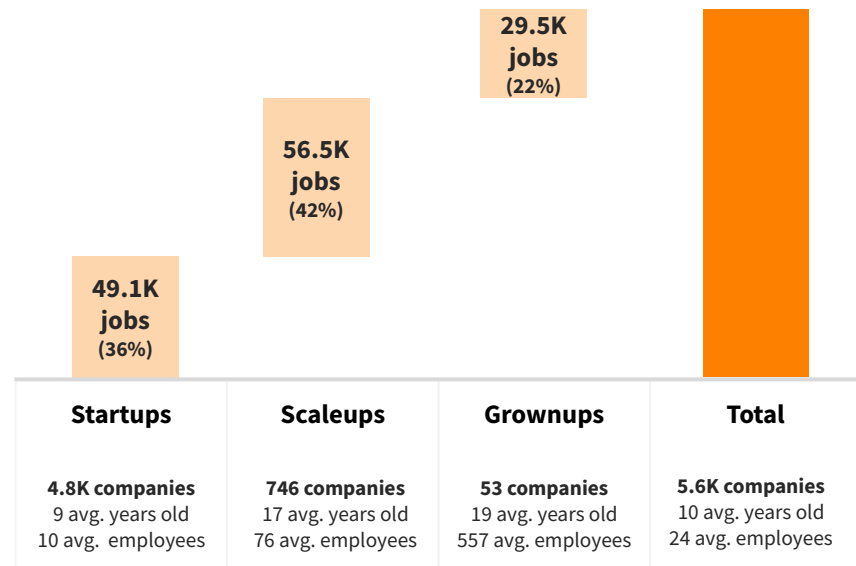 29.5K
jobs
(22%)
56.5K
jobs
(42%)
49.1K
jobs
(36%)
Startups
Scaleups
Grownups
Total
4.8K companies
9 avg. years old
10 avg. employees
746 companies
17 avg. years old
76 avg. employees
53 companies
19 avg. years old
557 avg. employees
5.6K companies
10 avg. years old
24 avg. employees